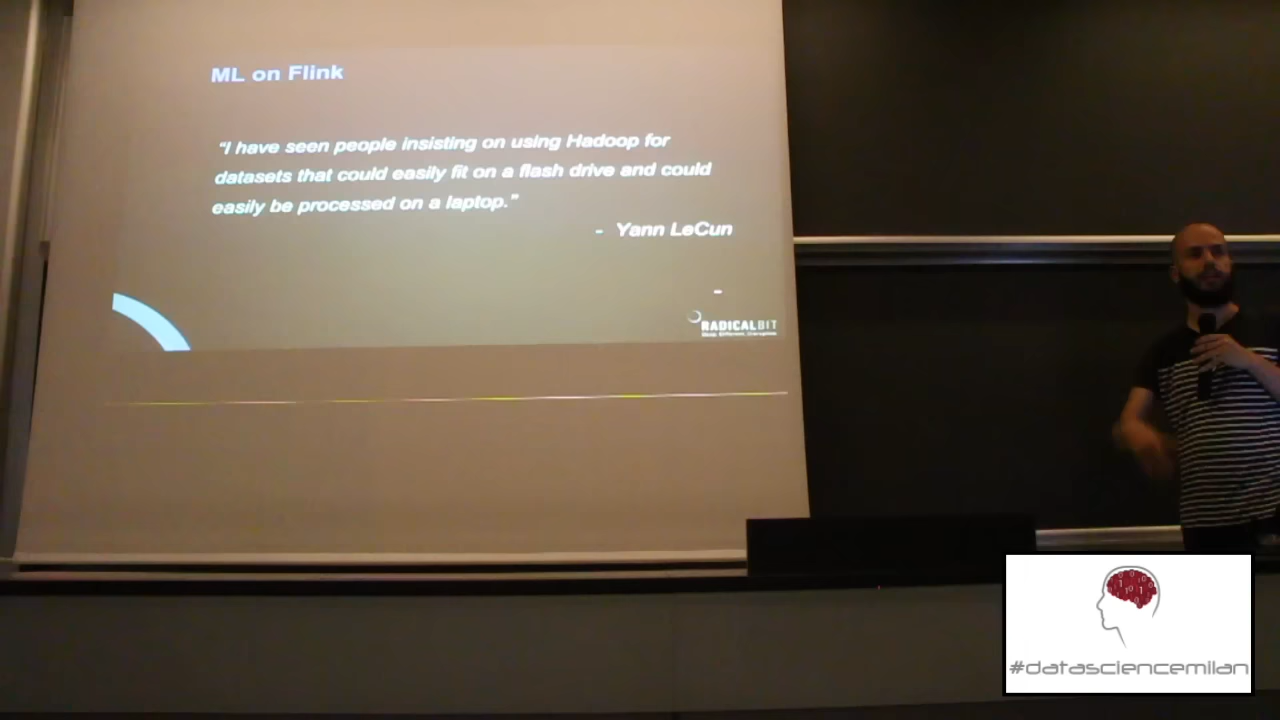 ML on Flink
“I have seen people insisting on using Hadoop for
datasets that could easily fit on a flash drive and could
easily be processed on a laptop.”
- Yann LeCun
-
RADICALBIT
#datasciencemilan